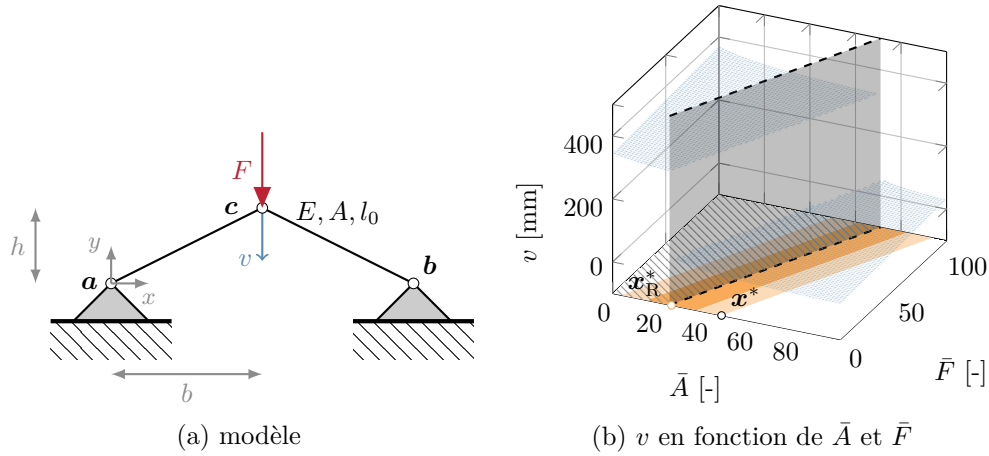 F
c
E, A, l₀
h
v
y
a
x
b
b
(a) modèle
v [mm]
400
200
0
x*R
x*
0
20
40
60
80
0
50
100
Ā [-]
F̄ [-]
(b) v en fonction de Ā et F̄